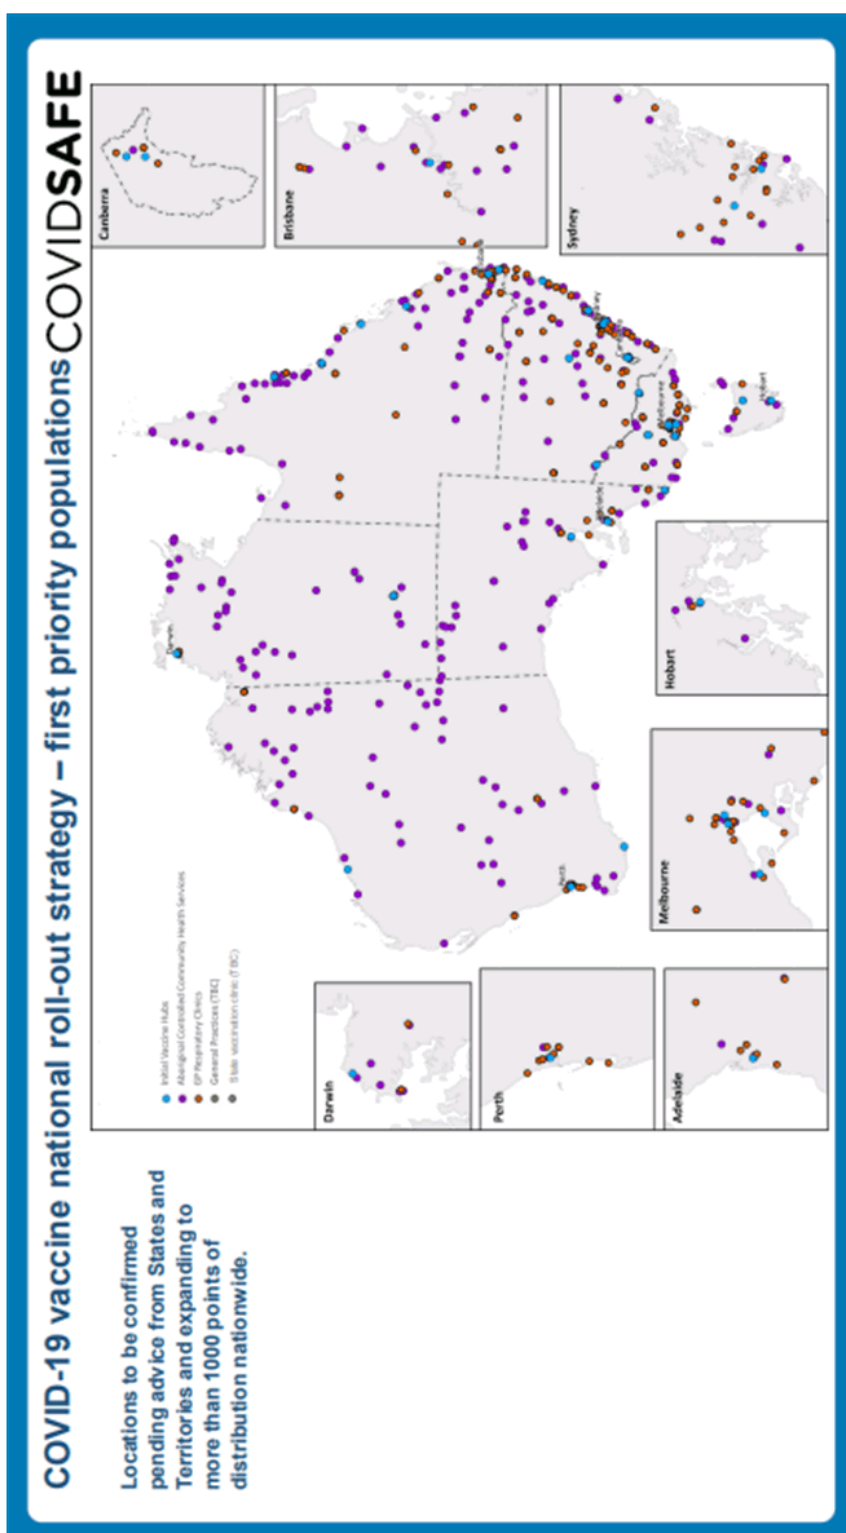 COVID-19 vaccine national roll-out strategy – first priority populations
COVIDSAFE
Locations to be confirmed
pending advice from States and
Territories and expanding to
more than 1000 points of
distribution nationwide.
Initial Vaccine Hubs
Aboriginal Controlled Community Health Services
GP Respiratory Clinics
General Practices (TBC)
State vaccination clinic (TBC)
Darwin
Perth
Adelaide
Melbourne
Hobart
Canberra
Brisbane
Sydney
Darwin
Perth
Adelaide
Melbourne
Hobart